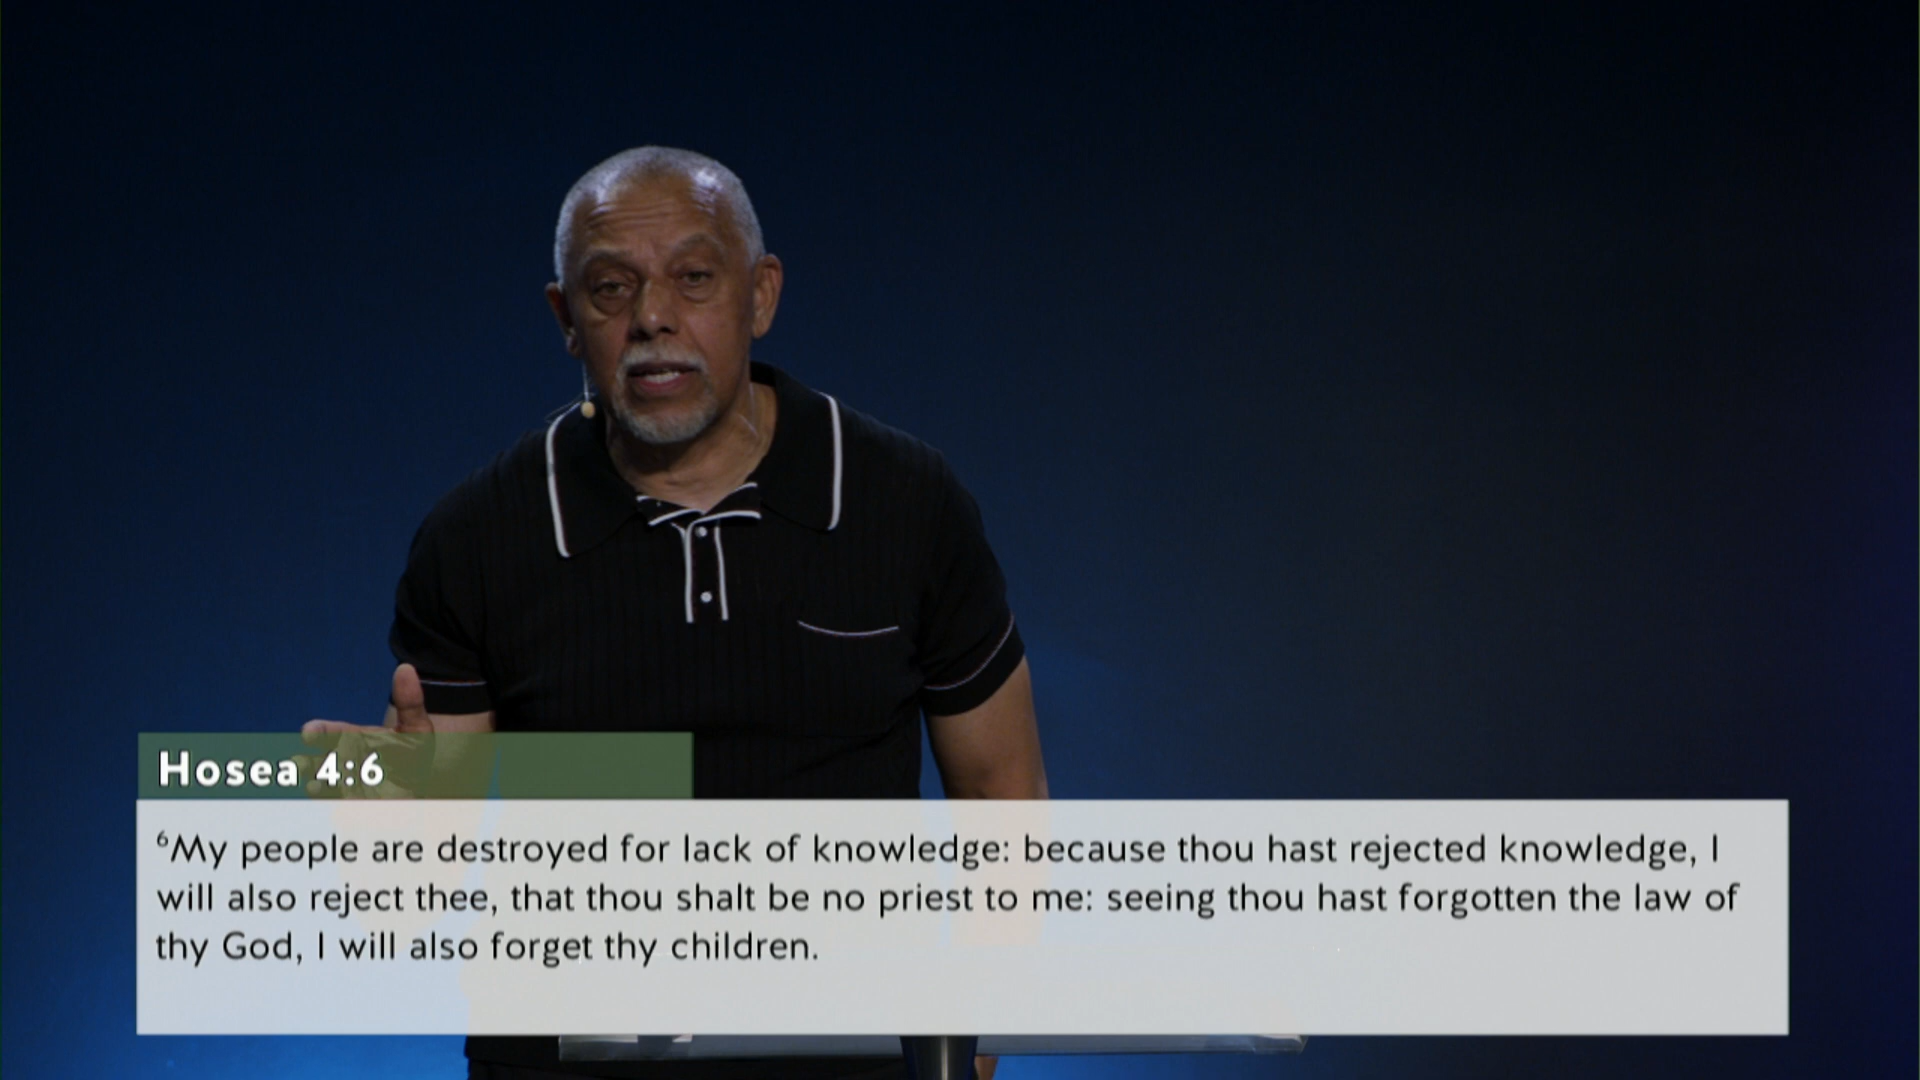 Hosea 4:6
⁶My people are destroyed for lack of knowledge: because thou hast rejected knowledge, I
will also reject thee, that thou shalt be no priest to me: seeing thou hast forgotten the law of
thy God, I will also forget thy children.